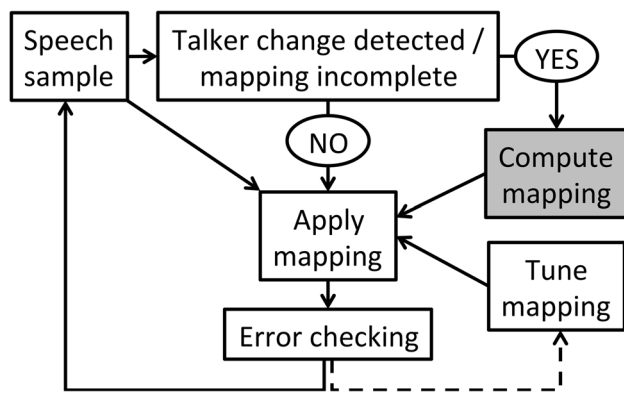 Speech
sample
Talker change detected /
mapping incomplete
YES
NO
Compute
mapping
Apply
mapping
Tune
mapping
Error checking